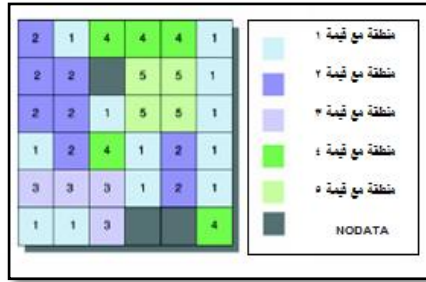 2 1 4 4 4 1
2 2 5 5 1
2 2 1 5 5 1
1 2 4 1 2 1
3 3 3 1 2 1
1 1 3 4
منطقة مع قيمة ١
منطقة مع قيمة ٢
منطقة مع قيمة ٣
منطقة مع قيمة ٤
منطقة مع قيمة ٥
NODATA